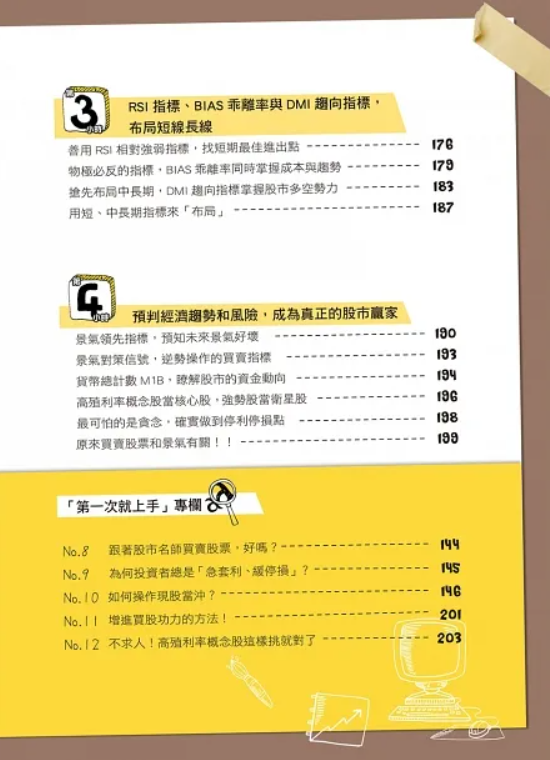 第
3
小時
RSI 指標、BIAS 乖離率與 DMI 趨向指標,
布局短線長線
善用 RSI 相對強弱指標,找短期最佳進出點 176
物極必反的指標,BIAS 乖離率同時掌握成本與趨勢 179
搶先布局中長期,DMI 趨向指標掌握股市多空勢力 183
用短、中長期指標來「布局」 187
第
4
小時
預判經濟趨勢和風險,成為真正的股市贏家
景氣領先指標,預知未來景氣好壞 190
景氣對策信號,逆勢操作的買賣指標 193
貨幣總計數 M1B,瞭解股市的資金動向 194
高殖利率概念股當核心股,強勢股當衛星股 196
最可怕的是貪念,確實做到停利停損點 198
原來買賣股票和景氣有關!! 199
「第一次就上手」專欄
No.8 跟著股市名師買賣股票,好嗎? 144
No.9 為何投資者總是「急套利、緩停損」? 145
No.10 如何操作現股當沖? 146
No.11 增進買股功力的方法! 201
No.12 不求人!高殖利率概念股這樣挑就對了 203